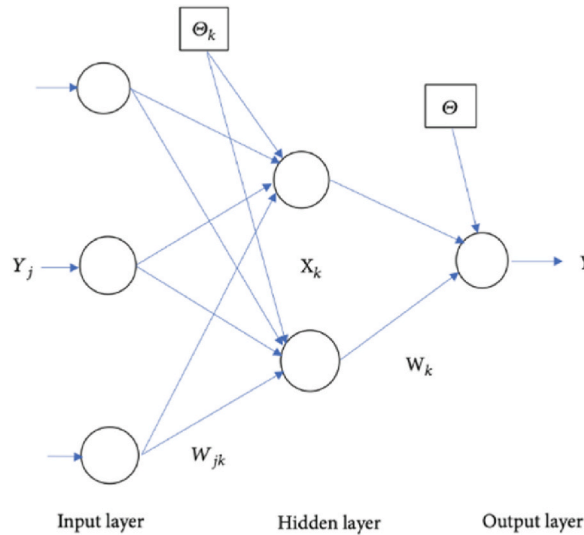 Θₖ
Θ
Yⱼ
Xₖ
Y
Wₖ
Wⱼₖ
Input layer
Hidden layer
Output layer